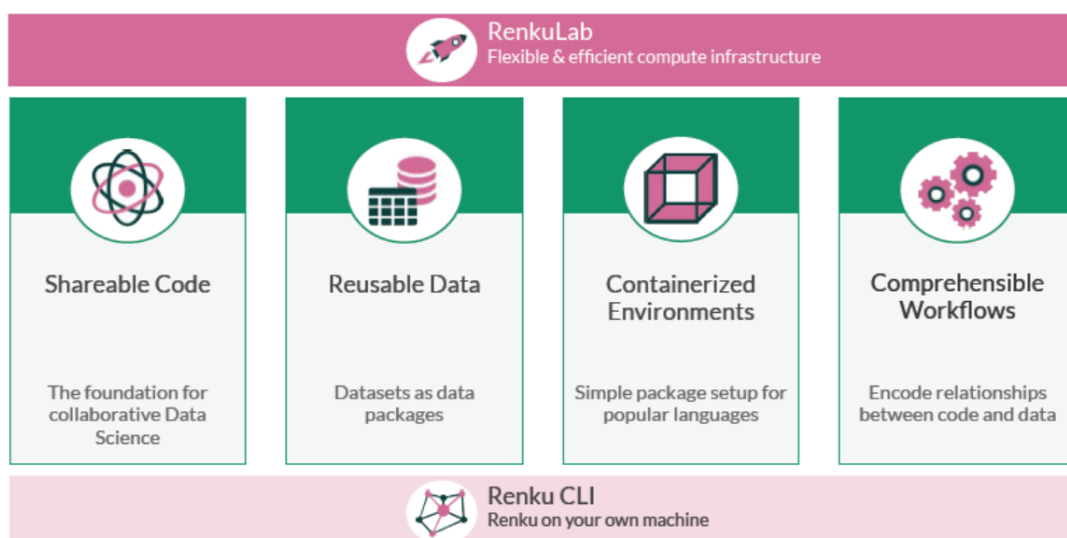 RenkuLab
Flexible & efficient compute infrastructure
Shareable Code
The foundation for
collaborative Data
Science
Reusable Data
Datasets as data
packages
Containerized
Environments
Simple package setup for
popular languages
Comprehensible
Workflows
Encode relationships
between code and data
Renku CLI
Renku on your own machine